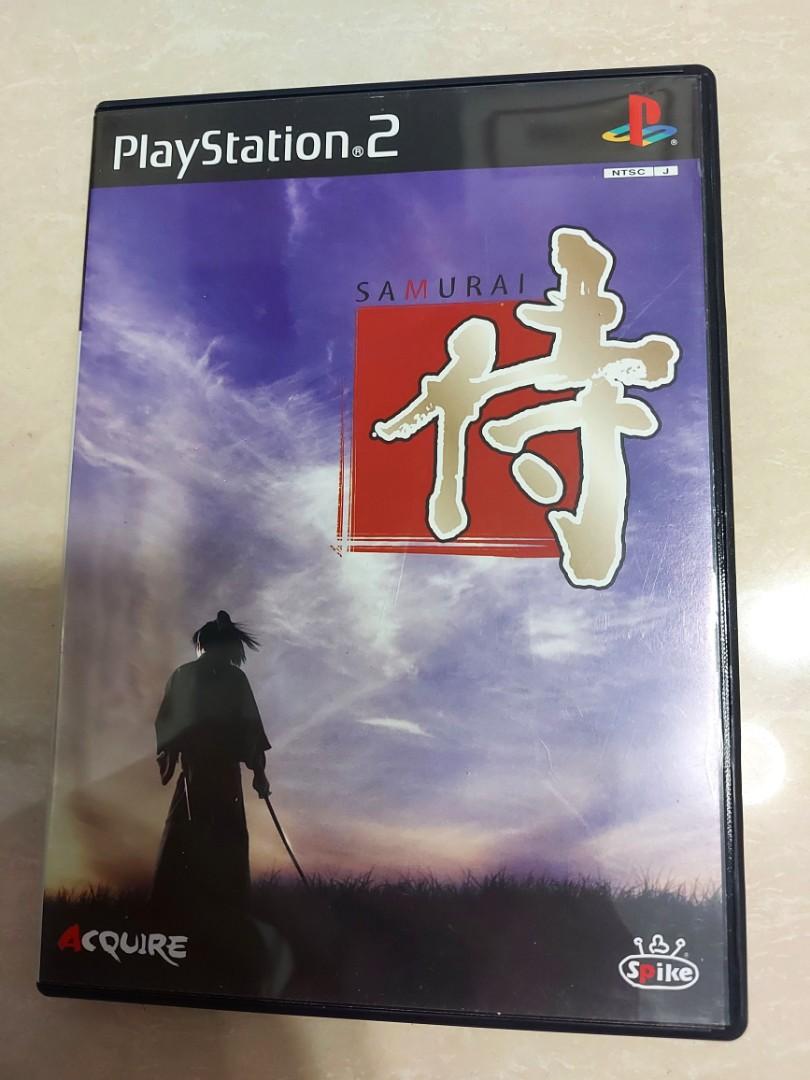 PlayStation®2
NTSC J
SAMURAI
侍
ACQUIRE
Spike